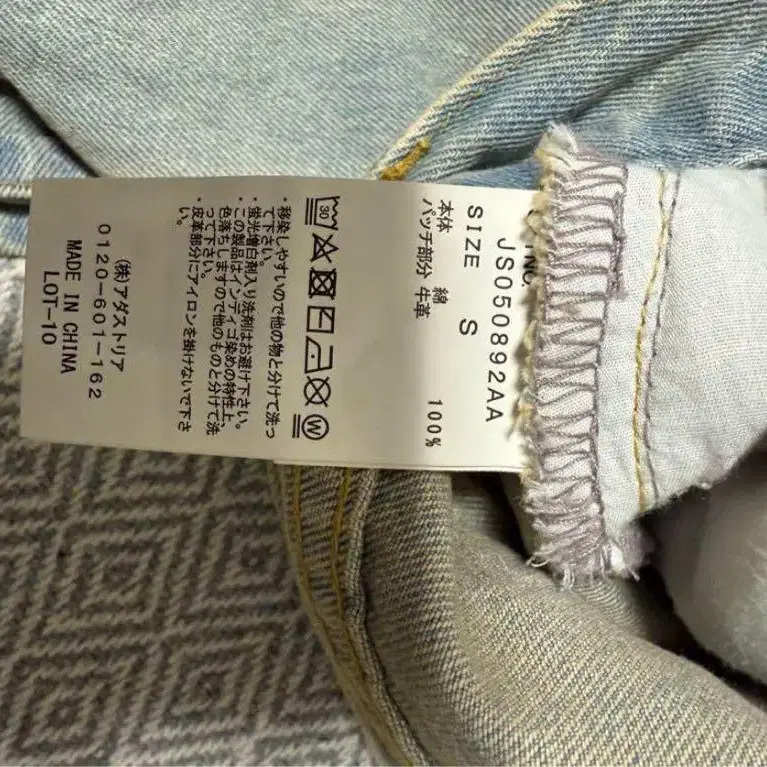 INC.
JS050892AA
SIZE S
本体 綿 100%
パッチ部分 牛革
30
W
・移染しやすいので他の物と分けて洗っ
て下さい。
・蛍光増白剤入り洗剤はお避け下さい。
・この製品はインディゴ染めの特性上、
色落ちしますので他のものと分けて洗
って下さい。
・皮革部分にアイロンを掛けないで下さ
い。
(株)アダストリア
0120-601-162
MADE IN CHINA
LOT-10